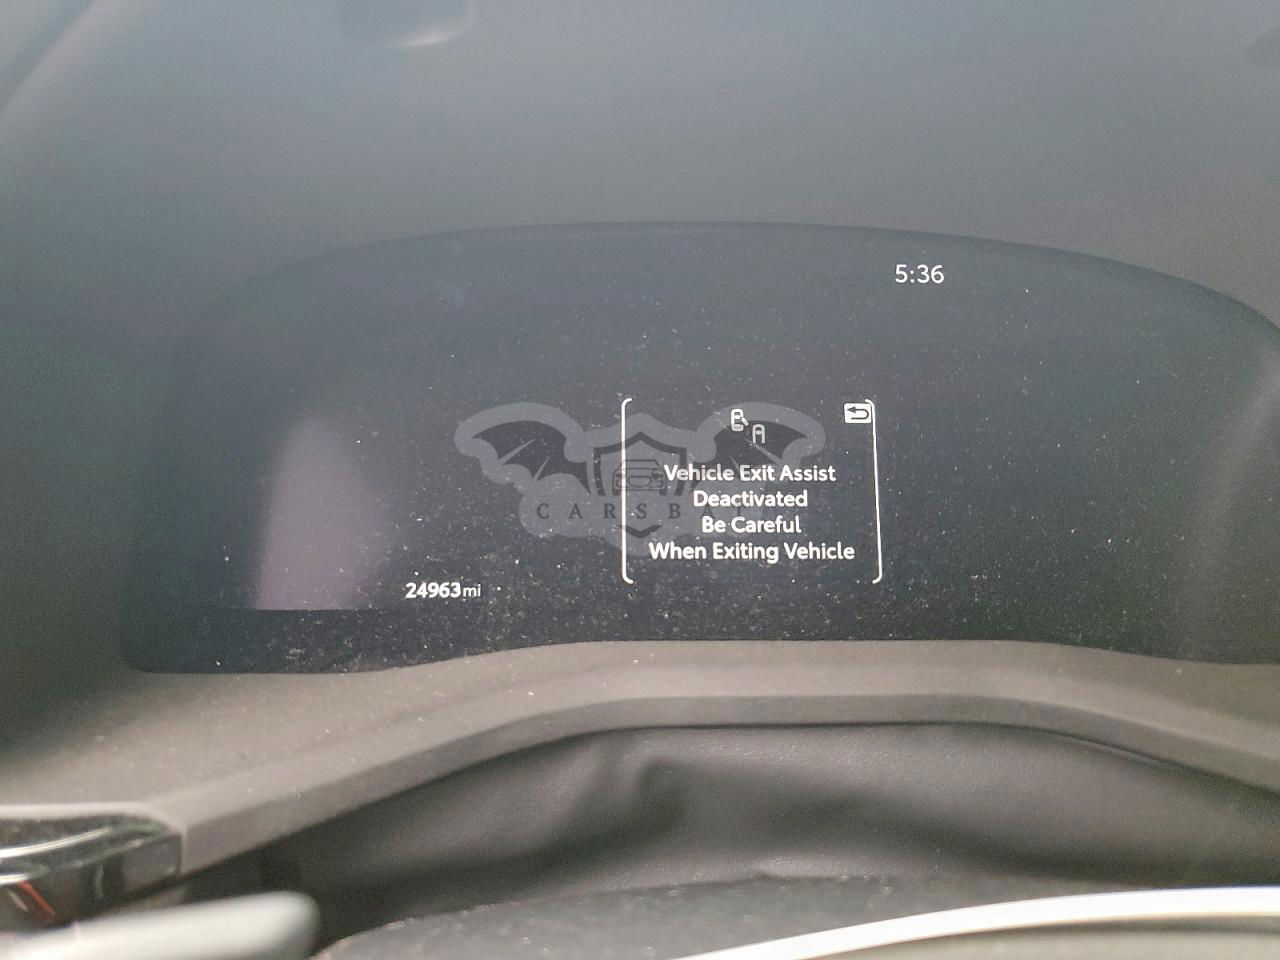 5:36
Vehicle Exit Assist
Deactivated
Be Careful
When Exiting Vehicle
24963mi